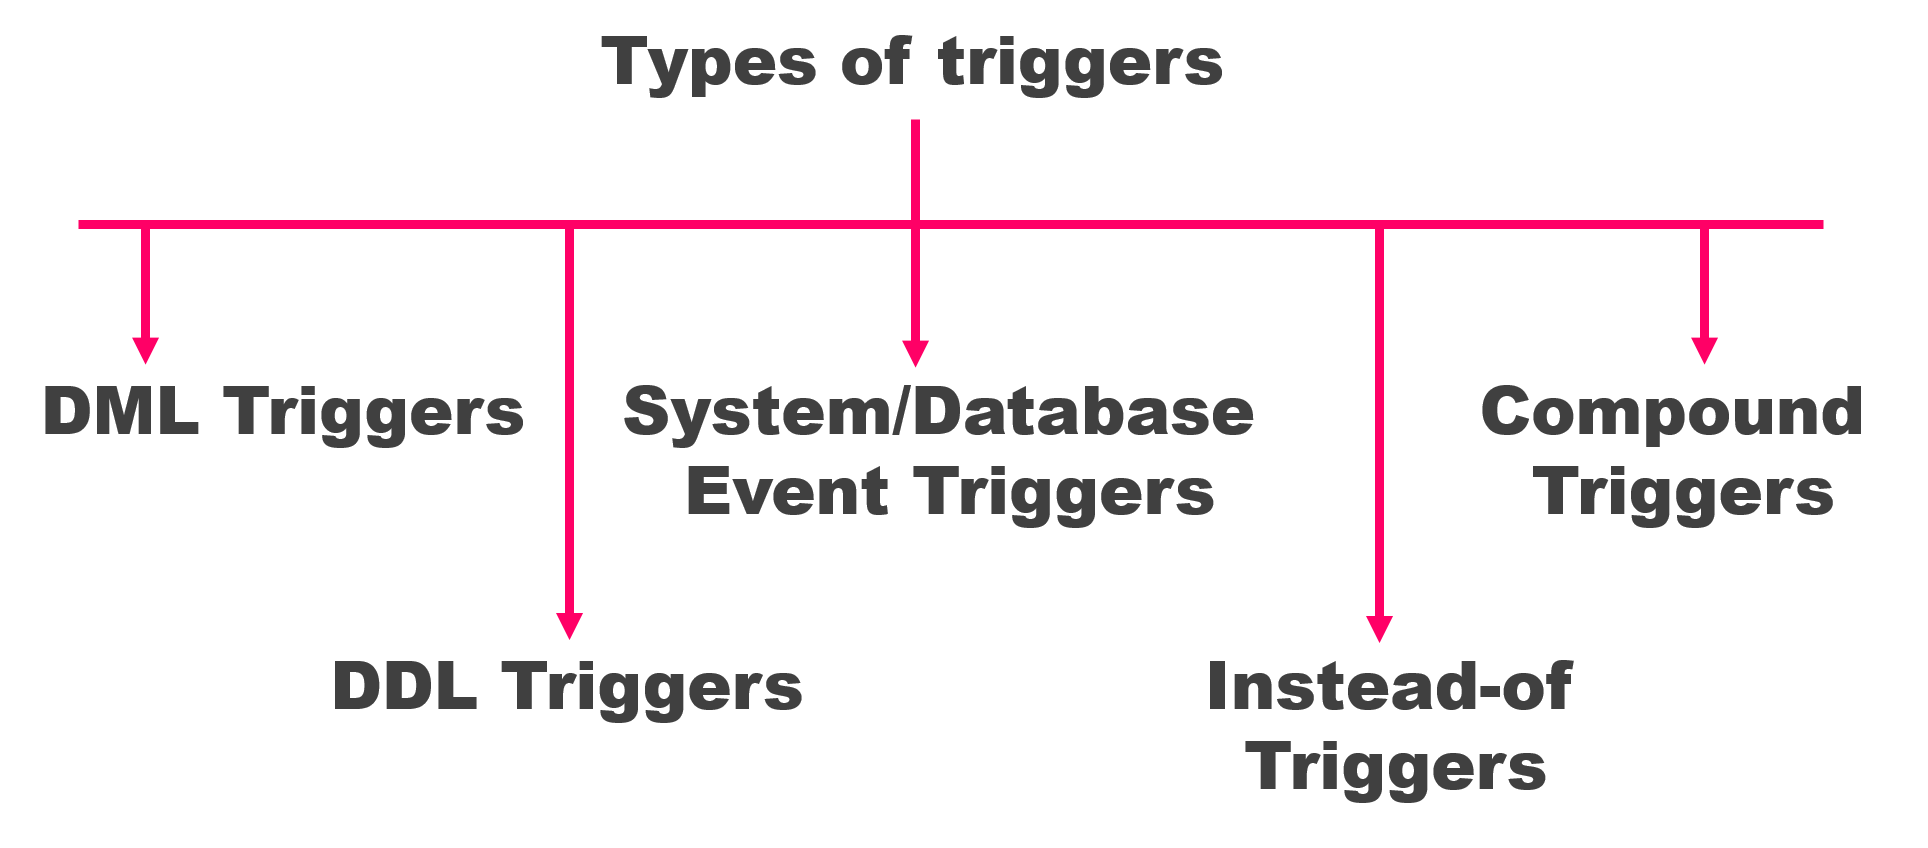 Types of triggers
DML Triggers
System/Database
Event Triggers
Compound
Triggers
DDL Triggers
Instead-of
Triggers